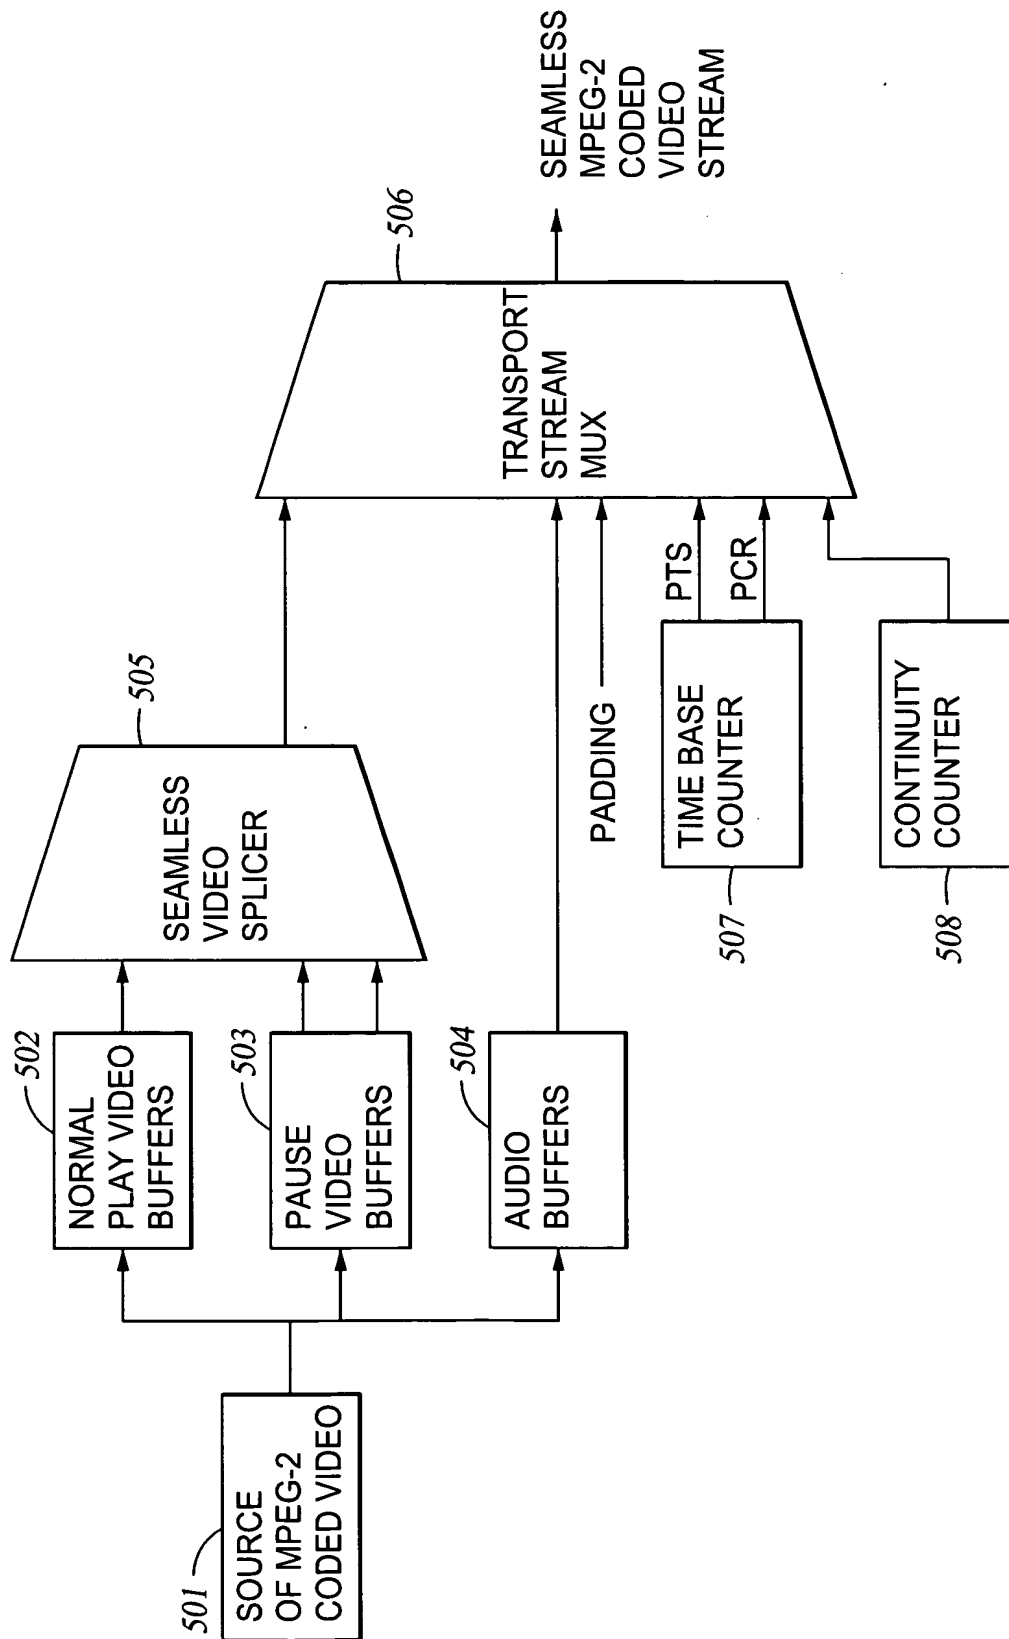 501
SOURCE
OF MPEG-2
CODED VIDEO
502
NORMAL
PLAY VIDEO
BUFFERS
503
PAUSE
VIDEO
BUFFERS
504
AUDIO
BUFFERS
505
SEAMLESS
VIDEO
SPLICER
506
TRANSPORT
STREAM
MUX
PADDING
507
TIME BASE
COUNTER
PTS
PCR
508
CONTINUITY
COUNTER
SEAMLESS
MPEG-2
CODED
VIDEO
STREAM